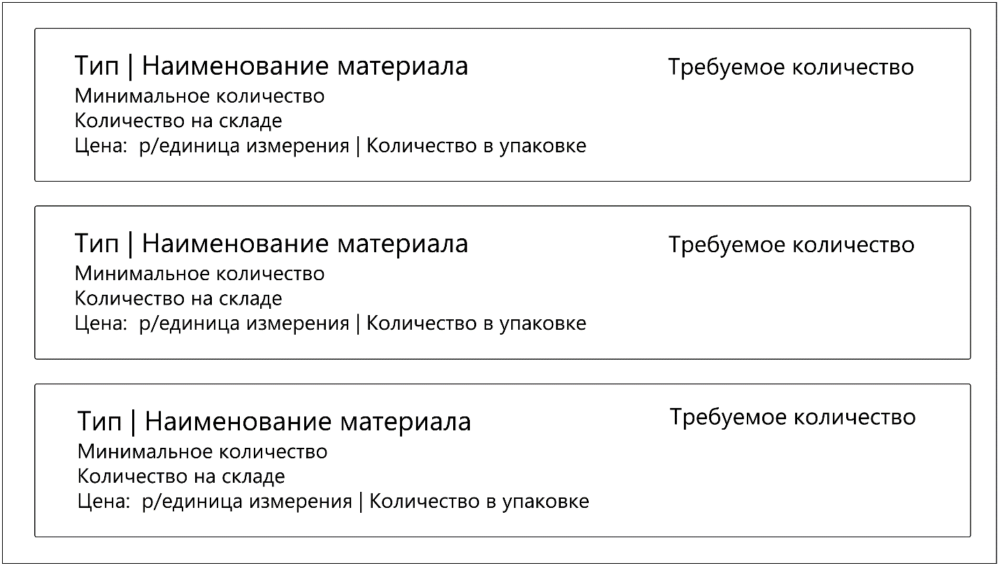 Тип | Наименование материала
Требуемое количество
Минимальное количество
Количество на складе
Цена:  р/единица измерения | Количество в упаковке
Тип | Наименование материала
Требуемое количество
Минимальное количество
Количество на складе
Цена:  р/единица измерения | Количество в упаковке
Тип | Наименование материала
Требуемое количество
Минимальное количество
Количество на складе
Цена:  р/единица измерения | Количество в упаковке